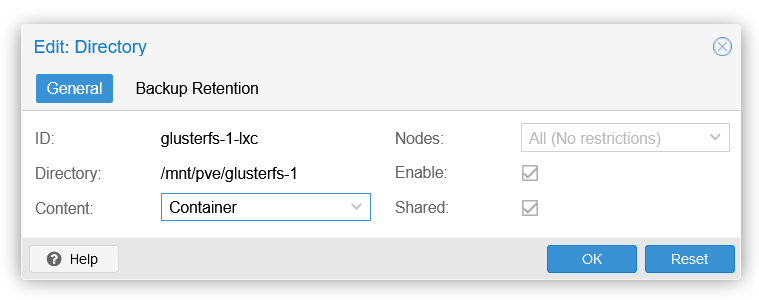 Edit: Directory
General Backup Retention
ID: glusterfs-1-lxc Nodes: All (No restrictions)
Directory: /mnt/pve/glusterfs-1 Enable:
Content: Container Shared:
Help OK Reset